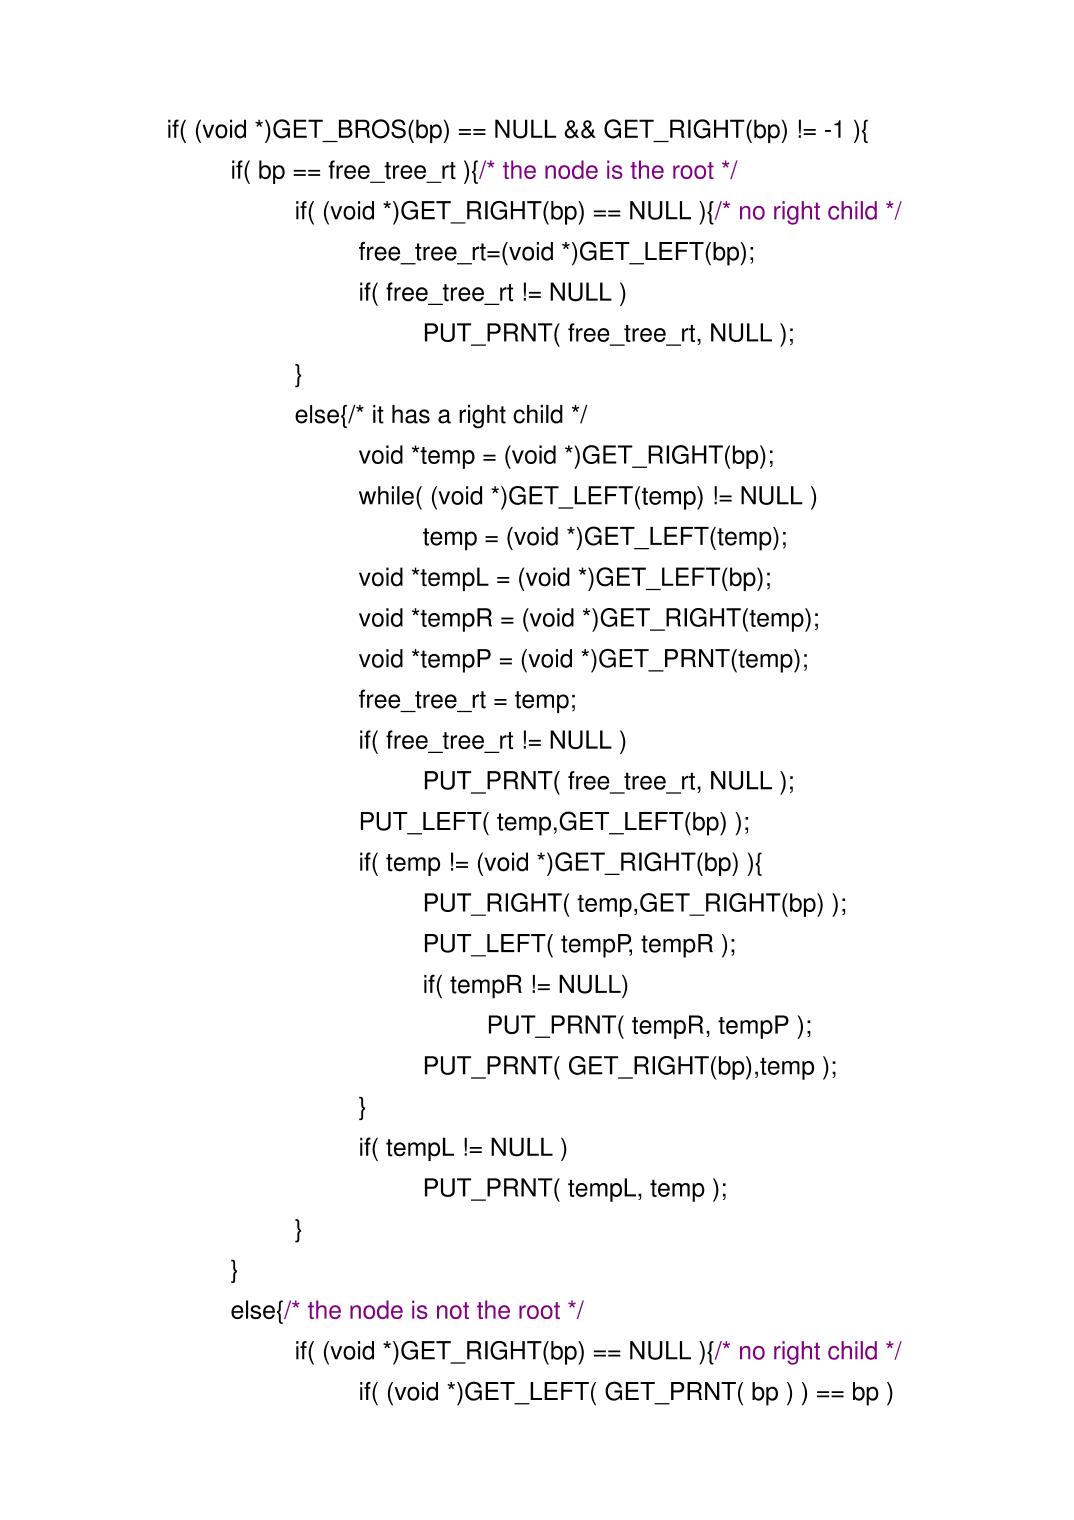 if( (void *)GET_BROS(bp) == NULL && GET_RIGHT(bp) != -1 ){
if( bp == free_tree_rt ){/* the node is the root */
if( (void *)GET_RIGHT(bp) == NULL ){/* no right child */
free_tree_rt=(void *)GET_LEFT(bp);
if( free_tree_rt != NULL )
PUT_PRNT( free_tree_rt, NULL );
}
else{/* it has a right child */
void *temp = (void *)GET_RIGHT(bp);
while( (void *)GET_LEFT(temp) != NULL )
temp = (void *)GET_LEFT(temp);
void *tempL = (void *)GET_LEFT(bp);
void *tempR = (void *)GET_RIGHT(temp);
void *tempP = (void *)GET_PRNT(temp);
free_tree_rt = temp;
if( free_tree_rt != NULL )
PUT_PRNT( free_tree_rt, NULL );
PUT_LEFT( temp,GET_LEFT(bp) );
if( temp != (void *)GET_RIGHT(bp) ){
PUT_RIGHT( temp,GET_RIGHT(bp) );
PUT_LEFT( tempP, tempR );
if( tempR != NULL)
PUT_PRNT( tempR, tempP );
PUT_PRNT( GET_RIGHT(bp),temp );
}
if( tempL != NULL )
PUT_PRNT( tempL, temp );
}
}
else{/* the node is not the root */
if( (void *)GET_RIGHT(bp) == NULL ){/* no right child */
if( (void *)GET_LEFT( GET_PRNT( bp ) ) == bp )